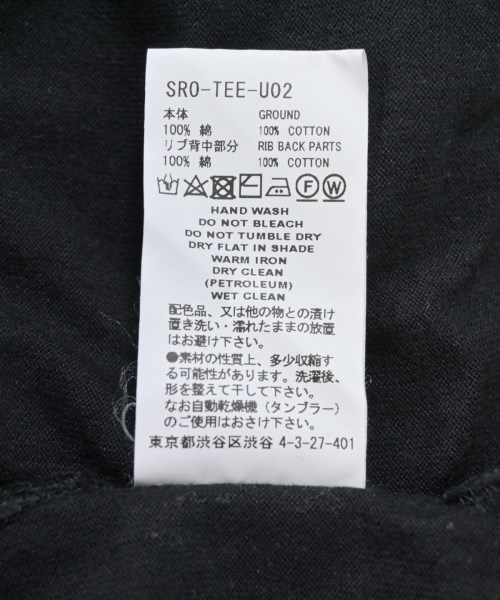 SRO-TEE-U02
本体 GROUND
100% 綿 100% COTTON
リブ背中部分 RIB BACK PARTS
100% 綿 100% COTTON
F W
HAND WASH
DO NOT BLEACH
DO NOT TUMBLE DRY
DRY FLAT IN SHADE
WARM IRON
DRY CLEAN
(PETROLEUM)
WET CLEAN
配色品、又は他の物との漬け
置き洗い・濡れたままの放置
はお避け下さい。
●素材の性質上、多少収縮す
る可能性があります。洗濯後、
形を整えて干して下さい。
なお自動乾燥機（タンブラー）
のご使用はおさけ下さい。
東京都渋谷区渋谷 4-3-27-401